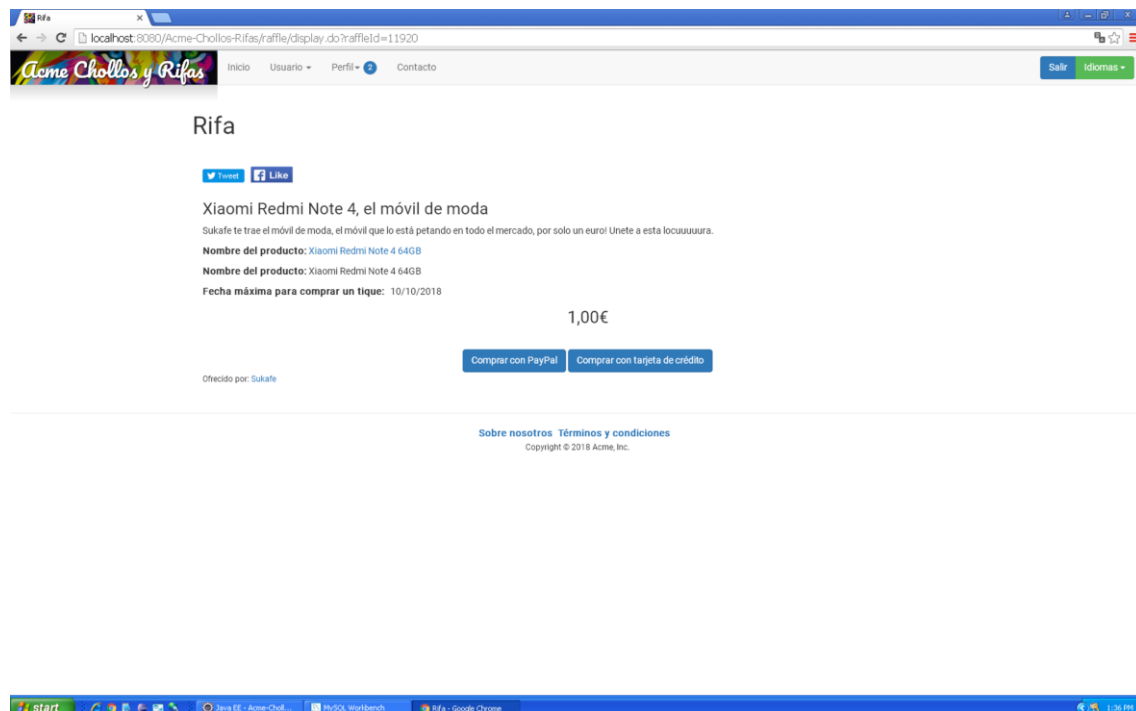 Rifa
localhost:8080/Acme-Chollos-Rifas/raffle/display.do?raffleId=11920
Acme Chollos y Rifas Inicio Usuario Perfil 2 Contacto Salir Idiomas
Rifa
Tweet Like
Xiaomi Redmi Note 4, el móvil de moda
Sukafe te trae el móvil de moda, el móvil que lo está petando en todo el mercado, por solo un euro! Unete a esta locuuuuura.
Nombre del producto: Xiaomi Redmi Note 4 64GB
Nombre del producto: Xiaomi Redmi Note 4 64GB
Fecha máxima para comprar un tique: 10/10/2018
1,00€
Comprar con PayPal Comprar con tarjeta de crédito
Ofrecido por: Sukafe
Sobre nosotros Términos y condiciones
Copyright © 2018 Acme, Inc.
start Java EE - Acme-Choll... MySQL Workbench Rifa - Google Chrome 1:36 PM